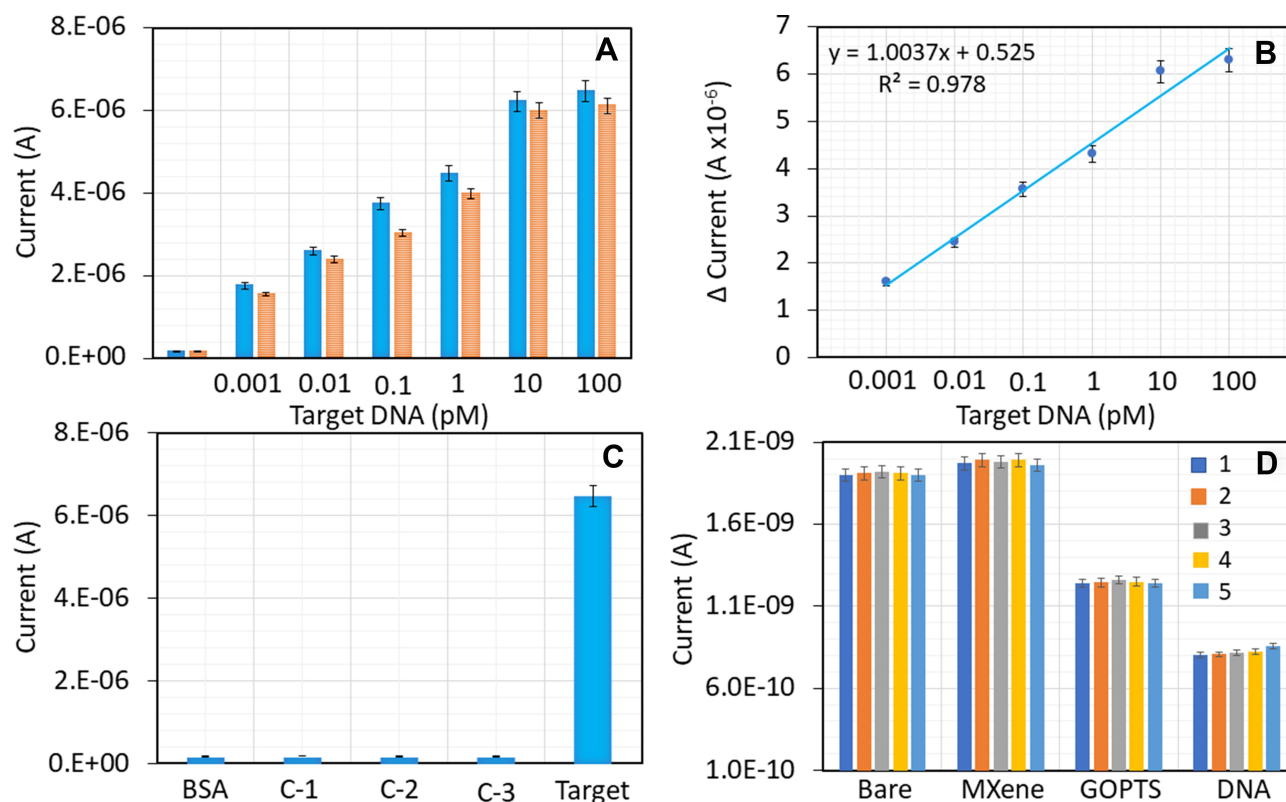 A
8.E-06
6.E-06
4.E-06
2.E-06
0.E+00
Current (A)
0.001 0.01 0.1 1 10 100
Target DNA (pM)
B
y = 1.0037x + 0.525
R² = 0.978
7
6
5
4
3
2
1
0
Δ Current (A x10⁻⁶)
0.001 0.01 0.1 1 10 100
Target DNA (pM)
C
8.E-06
6.E-06
4.E-06
2.E-06
0.E+00
Current (A)
BSA C-1 C-2 C-3 Target
D
2.1E-09
1.6E-09
1.1E-09
6.0E-10
1.0E-10
Current (A)
1
2
3
4
5
Bare MXene GOPTS DNA